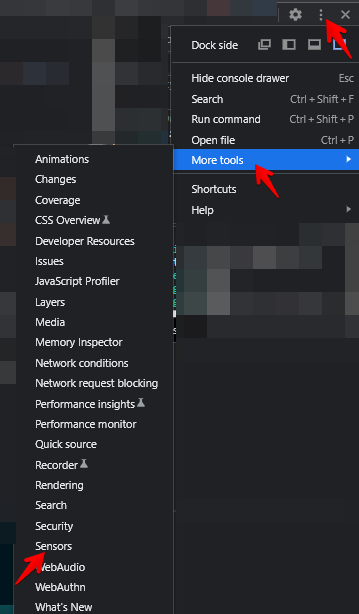 Dock side
Hide console drawer Esc
Search Ctrl + Shift + F
Run command Ctrl + Shift + P
Open file Ctrl + P
More tools
Shortcuts
Help
Animations
Changes
Coverage
CSS Overview
Developer Resources
Issues
JavaScript Profiler
Layers
Media
Memory Inspector
Network conditions
Network request blocking
Performance insights
Performance monitor
Quick source
Recorder
Rendering
Search
Security
Sensors
WebAudio
WebAuthn
What's New